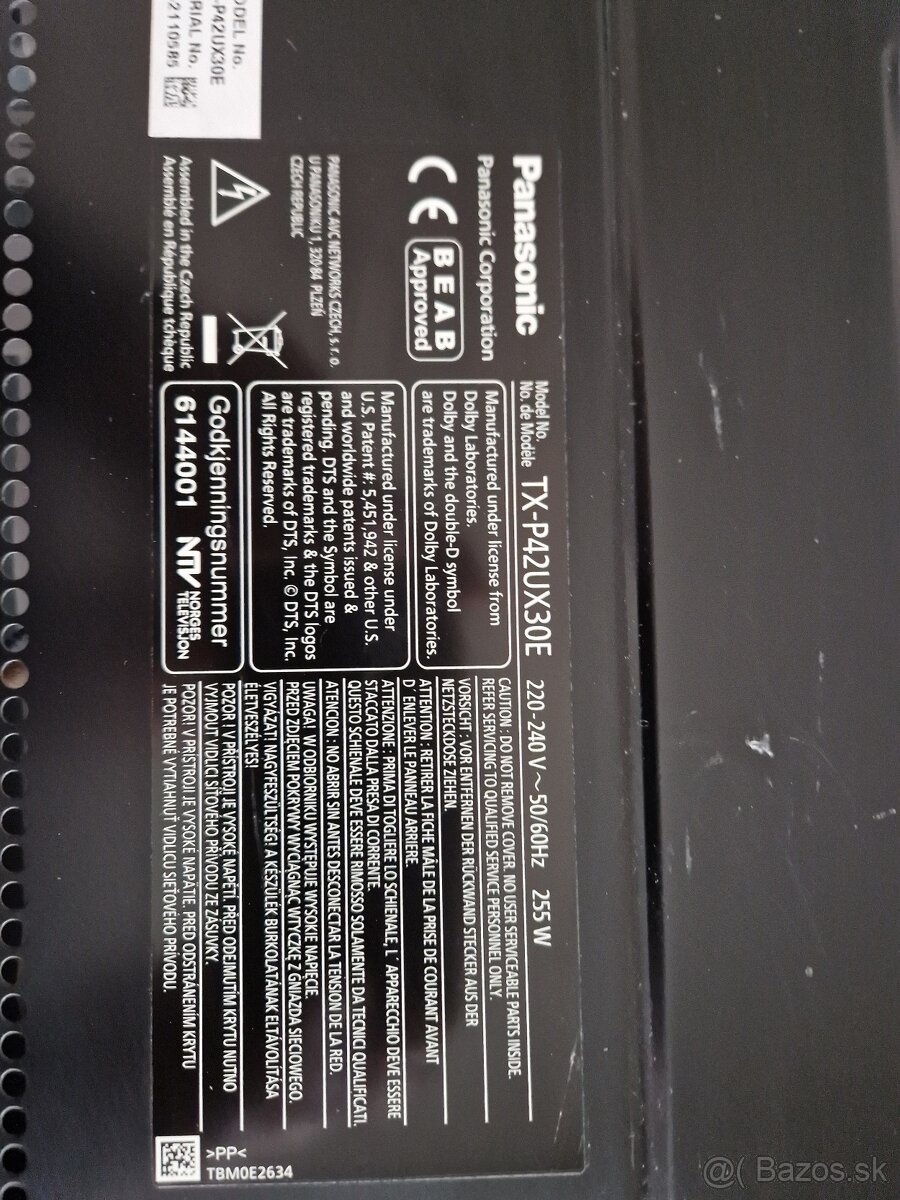 MODEL No.
-P42UX30E
SERIAL No.
2110585
Panasonic
Panasonic Corporation
CE
BEAB
Approved
PANASONIC AVC NETWORKS CZECH, s.r.o.
U PANASONIKU 1, 320 84 PLZEŇ
CZECH REPUBLIC
Assembled in the Czech Republic
Assemblé en République tchèque
Model No.
No. de Modèle
TX-P42UX30E 220-240 V ~ 50/60Hz 255 W
Manufactured under license from
Dolby Laboratories.
Dolby and the double-D symbol
are trademarks of Dolby Laboratories.
Manufactured under license under
U.S. Patent #: 5,451,942 & other U.S.
and worldwide patents issued &
pending. DTS and the Symbol are
registered trademarks & the DTS logos
are trademarks of DTS, Inc. © DTS, Inc.
All Rights Reserved.
Godkjenningsnummer
6144001 NTV NORGES
TELEVISJON
CAUTION : DO NOT REMOVE COVER. NO USER SERVICEABLE PARTS INSIDE.
REFER SERVICING TO QUALIFIED SERVICE PERSONNEL ONLY.
VORSICHT : VOR ENTFERNEN DER RÜCKWAND STECKER AUS DER
NETZSTECKDOSE ZIEHEN.
ATTENTION : RETIRER LA FICHE MÂLE DE LA PRISE DE COURANT AVANT
D´ ENLEVER LE PANNEAU ARRIERE.
ATTENZIONE : PRIMA DI TOGLIERE LO SCHIENALE, L´ APPARECCHIO DEVE ESSERE
STACCATO DALLA PRESA DI CORRENTE.
QUESTO SCHIENALE DEVE ESSERE RIMOSSO SOLAMENTE DA TECNICI QUALIFICATI.
ATENCION : NO ABRIR SIN ANTES DESCONECTAR LA TENSION DE LA RED.
UWAGA! W ODBIORNIKU WYSTĘPUJE WYSOKIE NAPIĘCIE.
PRZED ZDJĘCIEM POKRYWY WYCIĄGNĄĆ WTYCZKĘ Z GNIAZDA SIECIOWEGO.
VIGYÁZAT! NAGYFESZÜLTSÉG! A KÉSZÜLÉK BURKOLATÁNAK ELTÁVOLÍTÁSA
ÉLETVESZÉLYES!
POZOR! V PŘÍSTROJI JE VYSOKÉ NAPĚTÍ. PŘED ODEJMUTÍM KRYTU NUTNO
VYJMOUT VIDLICI SÍŤOVÉHO PŘÍVODU ZE ZÁSUVKY.
POZOR! V PRÍSTROJI JE VYSOKÉ NAPÄTIE. PRED ODSTRÁNENÍM KRYTU
JE POTREBNÉ VYTIAHNUŤ VIDLICU SIEŤOVÉHO PRÍVODU.
>PP<
TBM0E2634
@( Bazos.sk